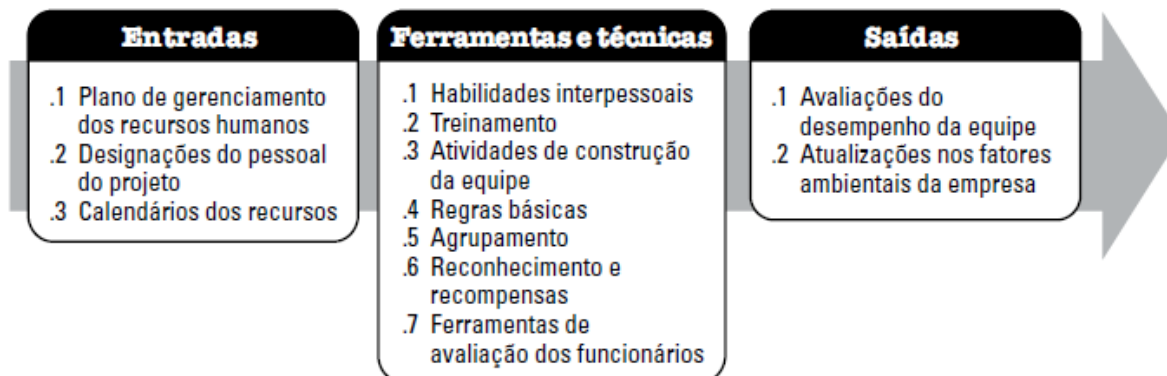 Entradas
.1 Plano de gerenciamento
dos recursos humanos
.2 Designações do pessoal
do projeto
.3 Calendários dos recursos
Ferramentas e técnicas
.1 Habilidades interpessoais
.2 Treinamento
.3 Atividades de construção
da equipe
.4 Regras básicas
.5 Agrupamento
.6 Reconhecimento e
recompensas
.7 Ferramentas de
avaliação dos funcionários
Saídas
.1 Avaliações do
desempenho da equipe
.2 Atualizações nos fatores
ambientais da empresa